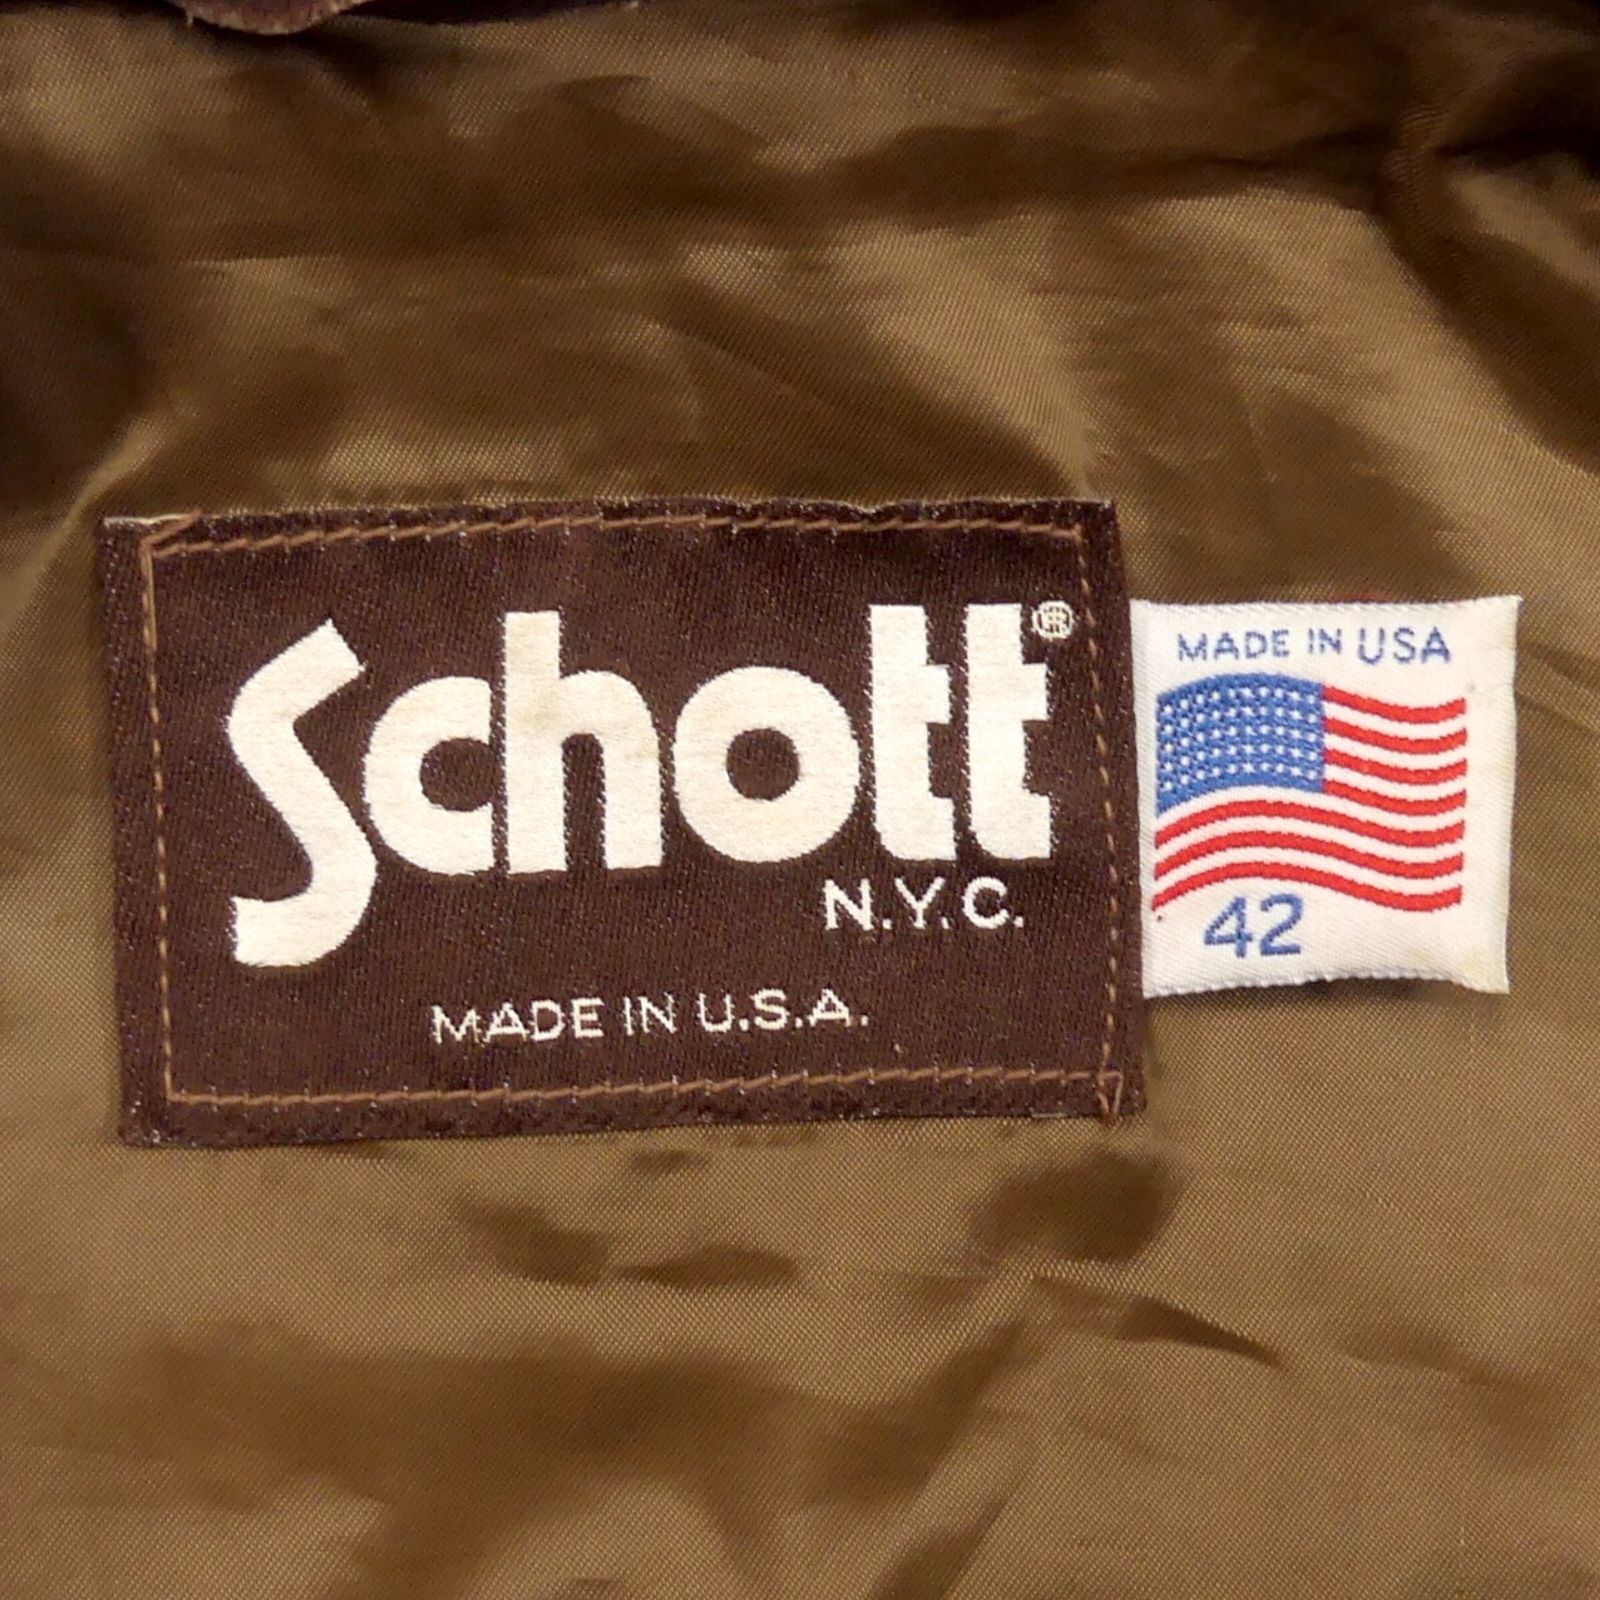 Schott®
N.Y.C.
MADE IN U.S.A.
MADE IN USA
42